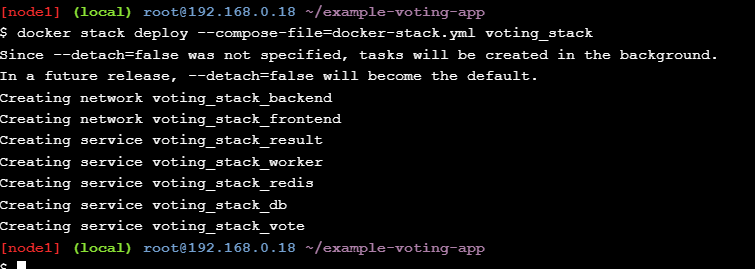 [node1] (local) root@192.168.0.18 ~/example-voting-app
$ docker stack deploy --compose-file=docker-stack.yml voting_stack
Since --detach=false was not specified, tasks will be created in the background.
In a future release, --detach=false will become the default.
Creating network voting_stack_backend
Creating network voting_stack_frontend
Creating service voting_stack_result
Creating service voting_stack_worker
Creating service voting_stack_redis
Creating service voting_stack_db
Creating service voting_stack_vote
[node1] (local) root@192.168.0.18 ~/example-voting-app
$